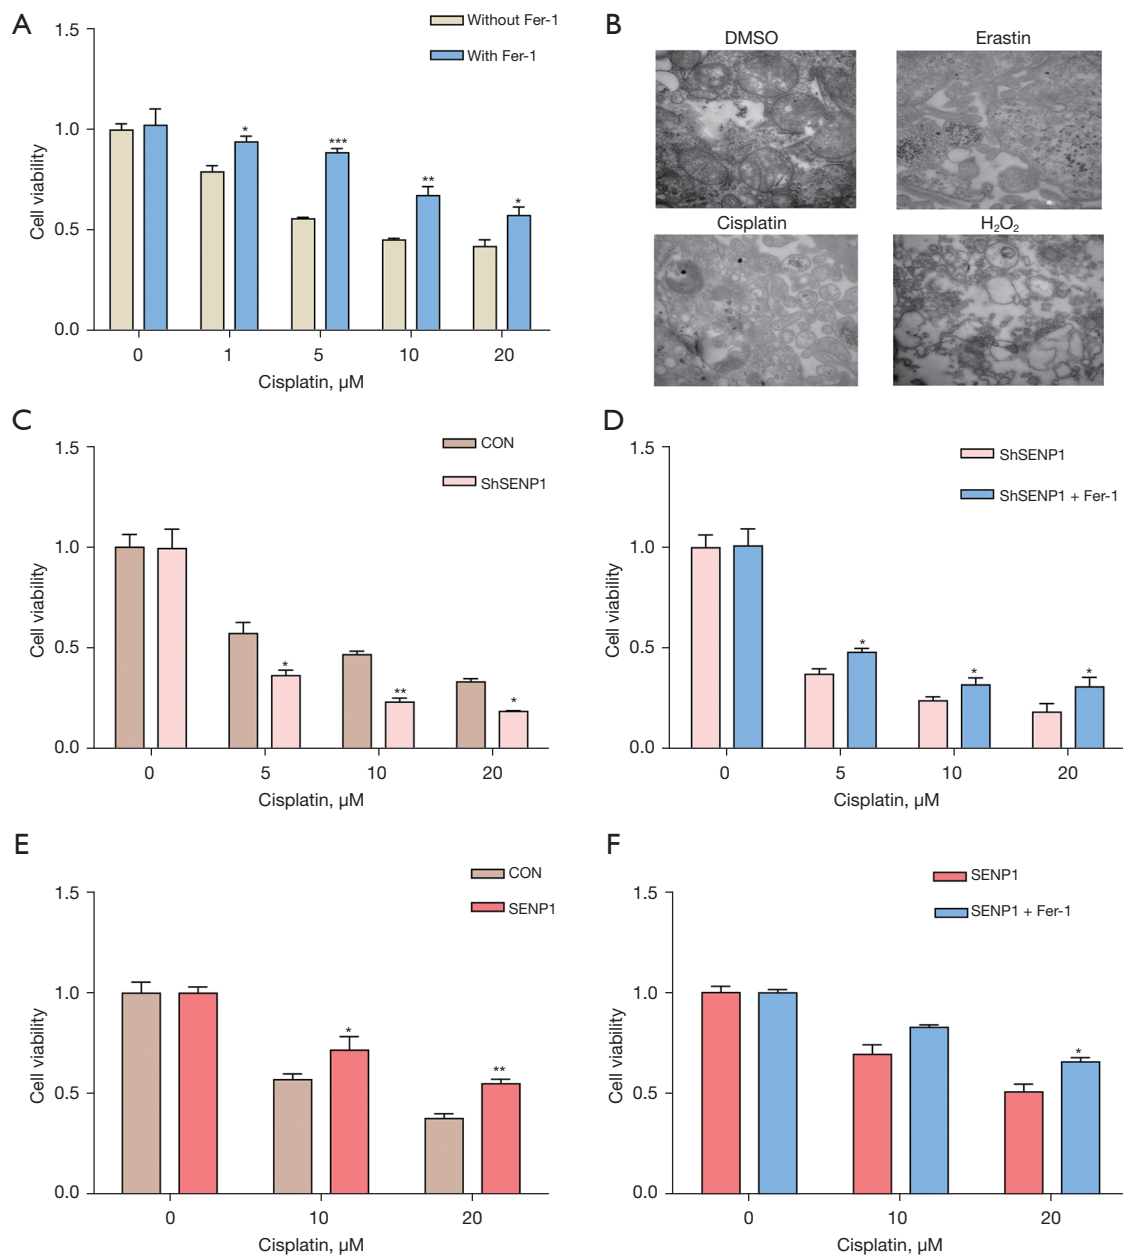 A
Without Fer-1
With Fer-1
1.5
1.0
0.5
0.0
Cell viability
*
***
**
*
0 1 5 10 20
Cisplatin, µM
B
DMSO
Erastin
Cisplatin
H₂O₂
C
CON
ShSENP1
1.5
1.0
0.5
0.0
Cell viability
*
**
*
0 5 10 20
Cisplatin, µM
D
ShSENP1
ShSENP1 + Fer-1
1.5
1.0
0.5
0.0
Cell viability
*
*
*
0 5 10 20
Cisplatin, µM
E
CON
SENP1
1.5
1.0
0.5
0.0
Cell viability
*
**
0 10 20
Cisplatin, µM
F
SENP1
SENP1 + Fer-1
1.5
1.0
0.5
0.0
Cell viability
*
0 10 20
Cisplatin, µM